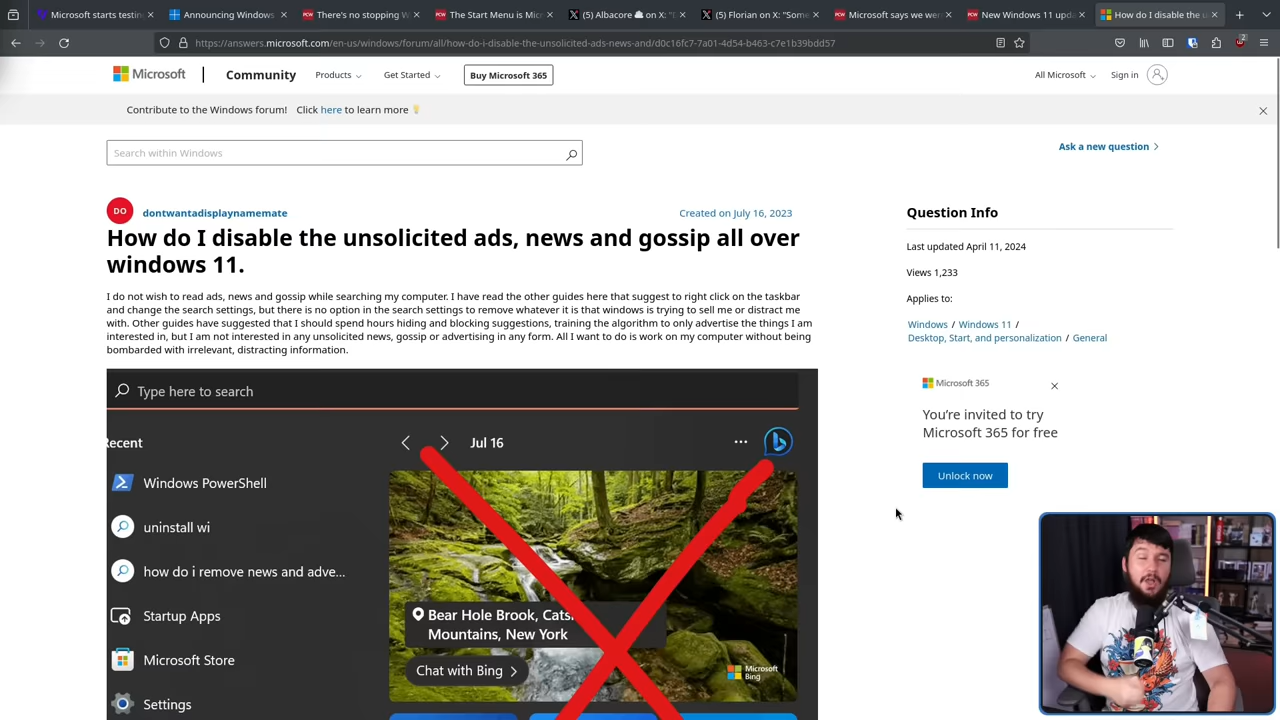 Microsoft starts testin
Announcing Windows
There's no stopping W
The Start Menu is Micr
(5) Albacore on X: "D
(5) Florian on X: "Some
Microsoft says we wer
New Windows 11 upda
How do I disable the u
https://answers.microsoft.com/en-us/windows/forum/all/how-do-i-disable-the-unsolicited-ads-news-and/d0c16fc7-7a01-4d54-b463-c7e1b39bdd57
2
Microsoft
Community
Products
Get Started
Buy Microsoft 365
All Microsoft
Sign in
Contribute to the Windows forum! Click here to learn more
Search within Windows
Ask a new question
DO
dontwantadisplaynamemate
Created on July 16, 2023
How do I disable the unsolicited ads, news and gossip all over
windows 11.
I do not wish to read ads, news and gossip while searching my computer. I have read the other guides here that suggest to right click on the taskbar
and change the search settings, but there is no option in the search settings to remove whatever it is that windows is trying to sell me or distract me
with. Other guides have suggested that I should spend hours hiding and blocking suggestions, training the algorithm to only advertise the things I am
interested in, but I am not interested in any unsolicited news, gossip or advertising in any form. All I want to do is work on my computer without being
bombarded with irrelevant, distracting information.
Type here to search
Recent
Windows PowerShell
uninstall wi
how do i remove news and adve...
Startup Apps
Microsoft Store
Settings
Jul 16
Bear Hole Brook, Cats
Mountains, New York
Chat with Bing
Microsoft
Bing
Question Info
Last updated April 11, 2024
Views 1,233
Applies to:
Windows / Windows 11 /
Desktop, Start, and personalization / General
Microsoft 365
You're invited to try
Microsoft 365 for free
Unlock now